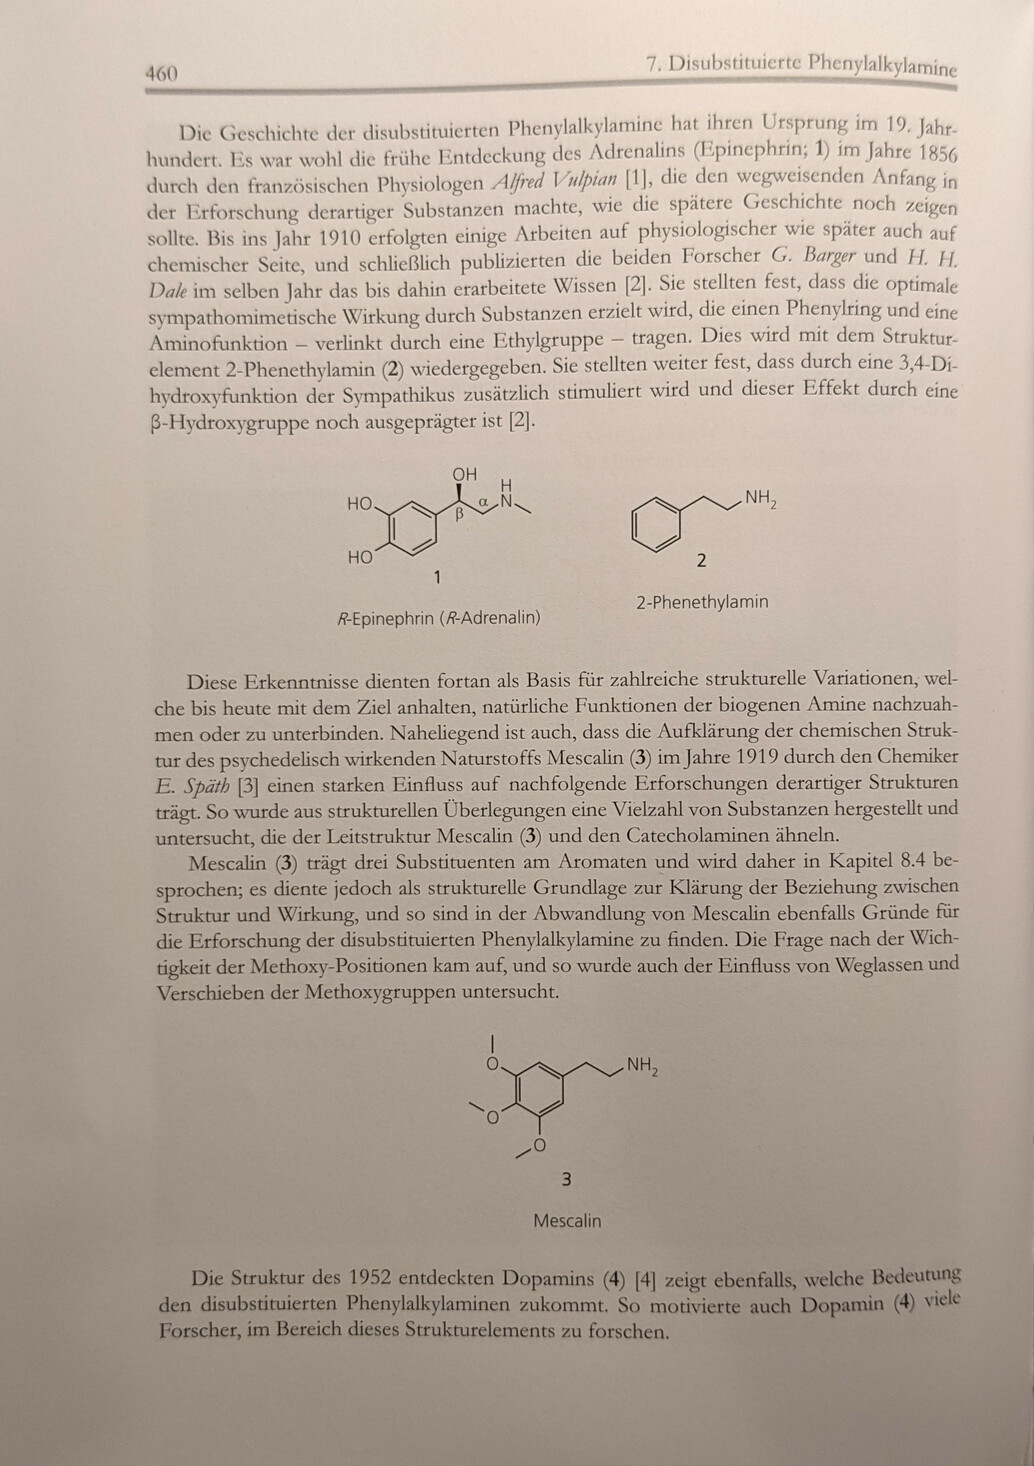 460
7. Disubstituierte Phenylalkylamine
Die Geschichte der disubstituierten Phenylalkylamine hat ihren Ursprung im 19. Jahr-
hundert. Es war wohl die frühe Entdeckung des Adrenalins (Epinephrin; 1) im Jahre 1856
durch den französischen Physiologen Alfred Vulpian [1], die den wegweisenden Anfang in
der Erforschung derartiger Substanzen machte, wie die spätere Geschichte noch zeigen
sollte. Bis ins Jahr 1910 erfolgten einige Arbeiten auf physiologischer wie später auch auf
chemischer Seite, und schließlich publizierten die beiden Forscher G. Barger und H. H.
Dale im selben Jahr das bis dahin erarbeitete Wissen [2]. Sie stellten fest, dass die optimale
sympathomimetische Wirkung durch Substanzen erzielt wird, die einen Phenylring und eine
Aminofunktion – verlinkt durch eine Ethylgruppe – tragen. Dies wird mit dem Struktur-
element 2-Phenethylamin (2) wiedergegeben. Sie stellten weiter fest, dass durch eine 3,4-Di-
hydroxyfunktion der Sympathikus zusätzlich stimuliert wird und dieser Effekt durch eine
β-Hydroxygruppe noch ausgeprägter ist [2].
OH
HO
H
N
α
β
HO
1
R-Epinephrin (R-Adrenalin)
NH2
2
2-Phenethylamin
Diese Erkenntnisse dienten fortan als Basis für zahlreiche strukturelle Variationen, wel-
che bis heute mit dem Ziel anhalten, natürliche Funktionen der biogenen Amine nachzuah-
men oder zu unterbinden. Naheliegend ist auch, dass die Aufklärung der chemischen Struk-
tur des psychedelisch wirkenden Naturstoffs Mescalin (3) im Jahre 1919 durch den Chemiker
E. Späth [3] einen starken Einfluss auf nachfolgende Erforschungen derartiger Strukturen
trägt. So wurde aus strukturellen Überlegungen eine Vielzahl von Substanzen hergestellt und
untersucht, die der Leitstruktur Mescalin (3) und den Catecholaminen ähneln.
Mescalin (3) trägt drei Substituenten am Aromaten und wird daher in Kapitel 8.4 be-
sprochen; es diente jedoch als strukturelle Grundlage zur Klärung der Beziehung zwischen
Struktur und Wirkung, und so sind in der Abwandlung von Mescalin ebenfalls Gründe für
die Erforschung der disubstituierten Phenylalkylamine zu finden. Die Frage nach der Wich-
tigkeit der Methoxy-Positionen kam auf, und so wurde auch der Einfluss von Weglassen und
Verschieben der Methoxygruppen untersucht.
O
NH2
O
O
3
Mescalin
Die Struktur des 1952 entdeckten Dopamins (4) [4] zeigt ebenfalls, welche Bedeutung
den disubstituierten Phenylalkylaminen zukommt. So motivierte auch Dopamin (4) viele
Forscher, im Bereich dieses Strukturelements zu forschen.